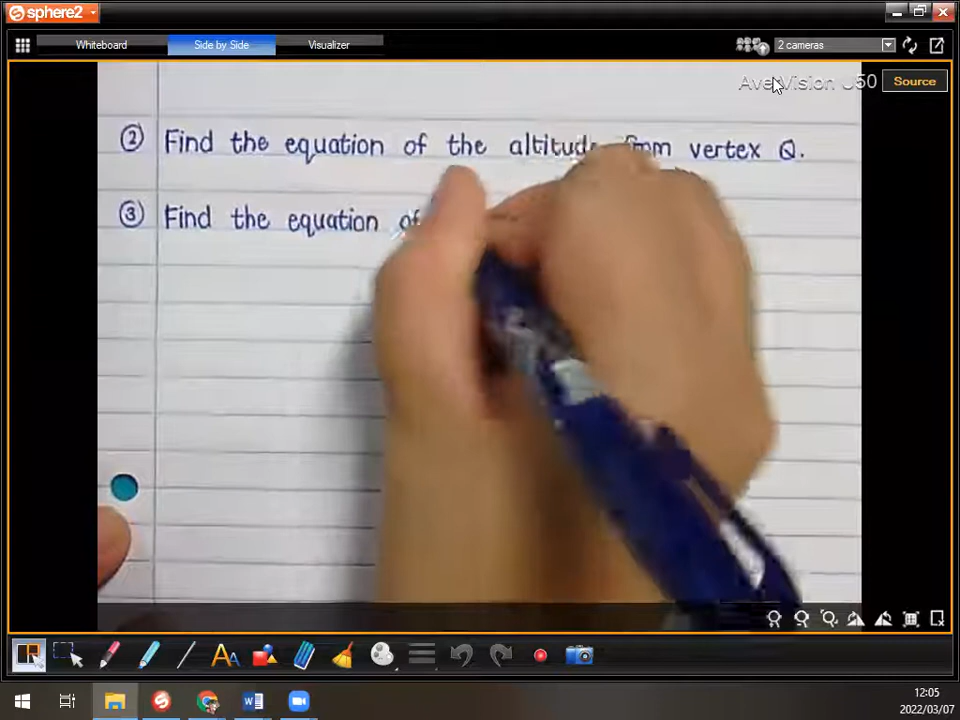 sphere2
Whiteboard
Side by Side
Visualizer
2 cameras
Source
② Find the equation of the altitude from vertex Q.
③ Find the equation of
12:05
2022/03/07